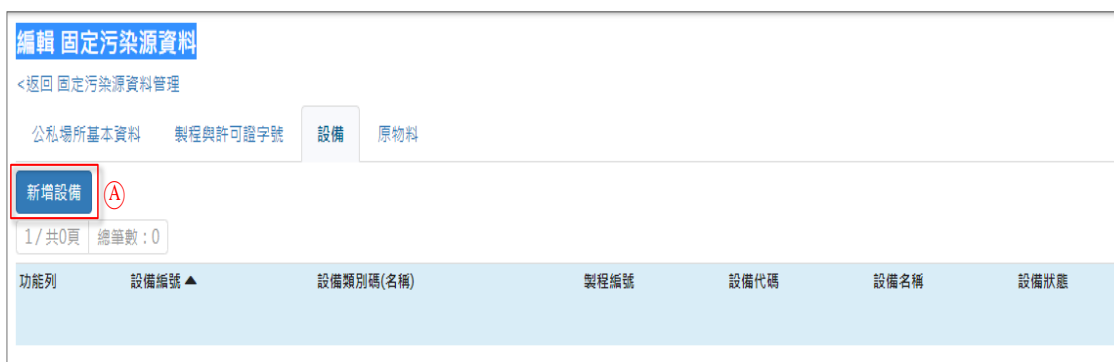 編輯 固定污染源資料
<返回 固定污染源資料管理
公私場所基本資料 製程與許可證字號 設備 原物料
新增設備 A
1/共0頁 總筆數:0
功能列 設備編號▲ 設備類別碼(名稱) 製程編號 設備代碼 設備名稱 設備狀態